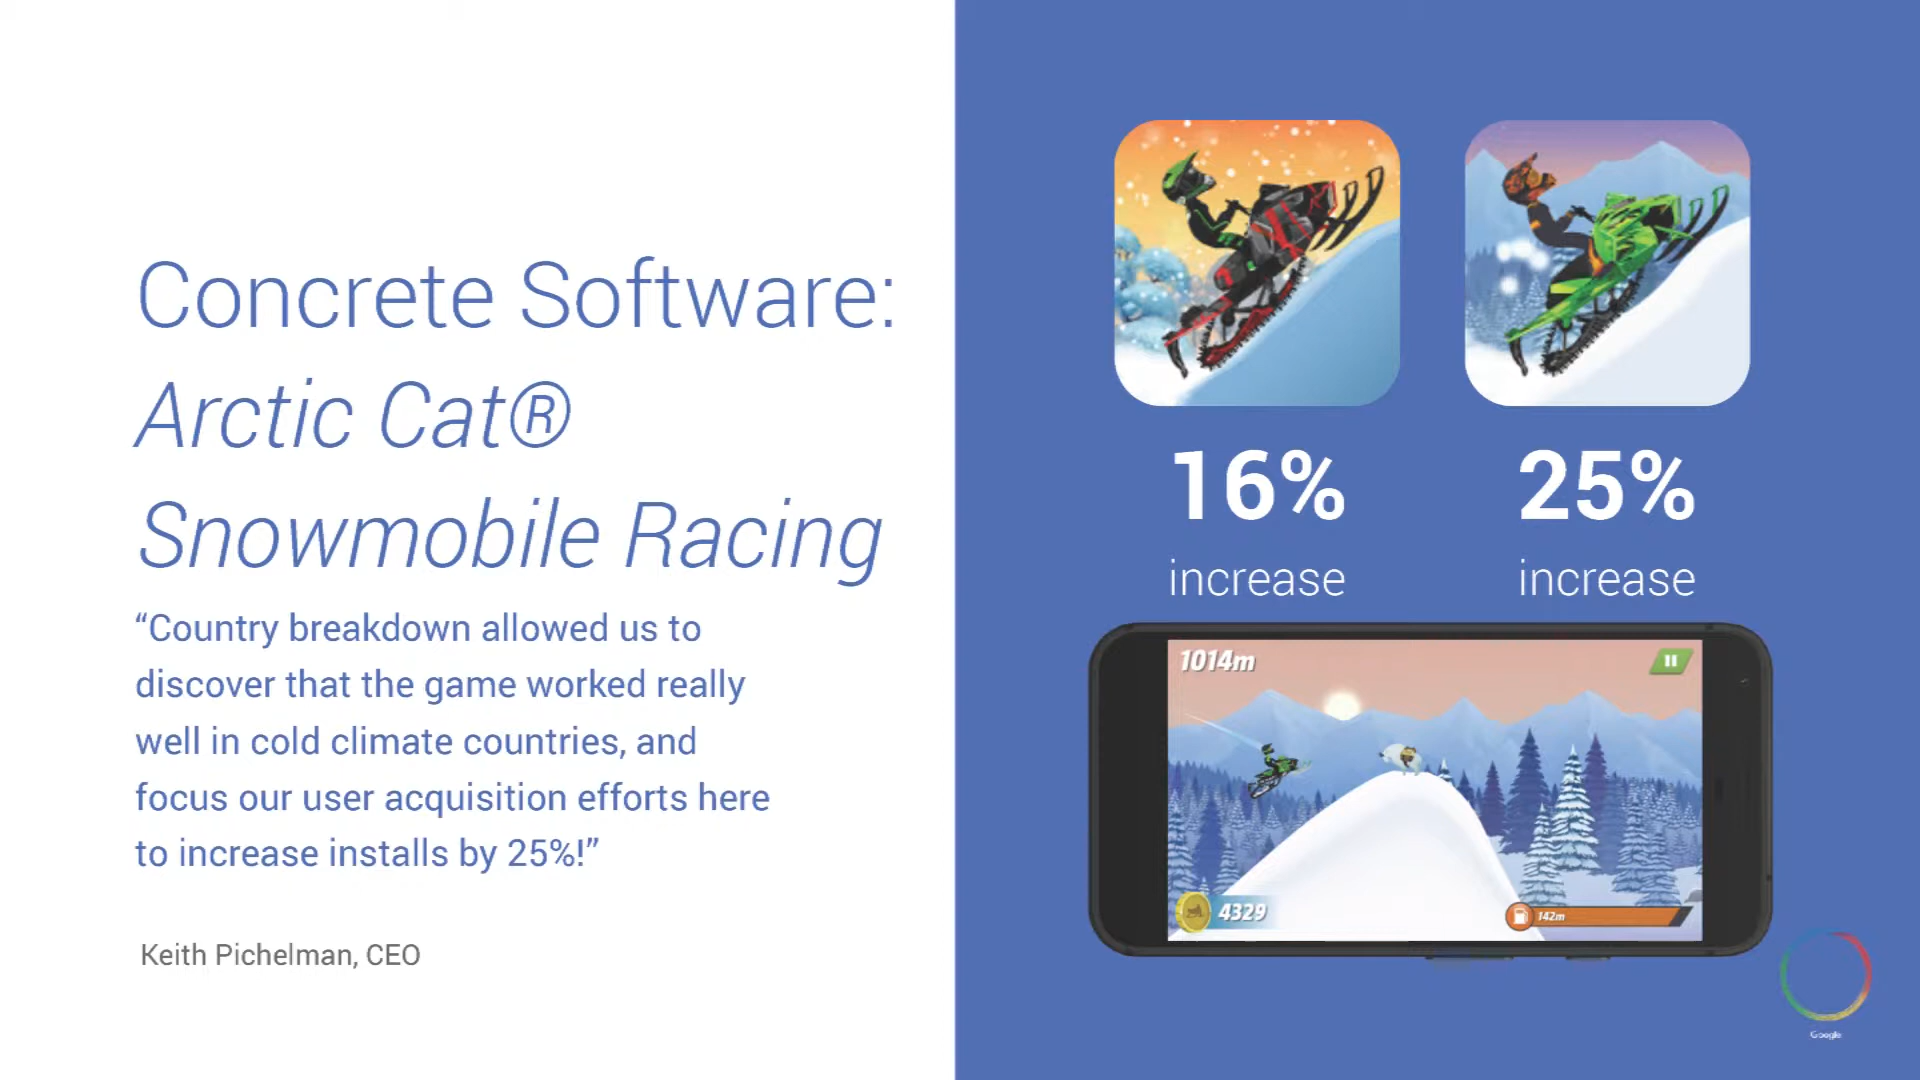 Concrete Software:
Arctic Cat®
Snowmobile Racing
“Country breakdown allowed us to
discover that the game worked really
well in cold climate countries, and
focus our user acquisition efforts here
to increase installs by 25%!”
Keith Pichelman, CEO
16%
increase
25%
increase
1014m
4329
142m
Google